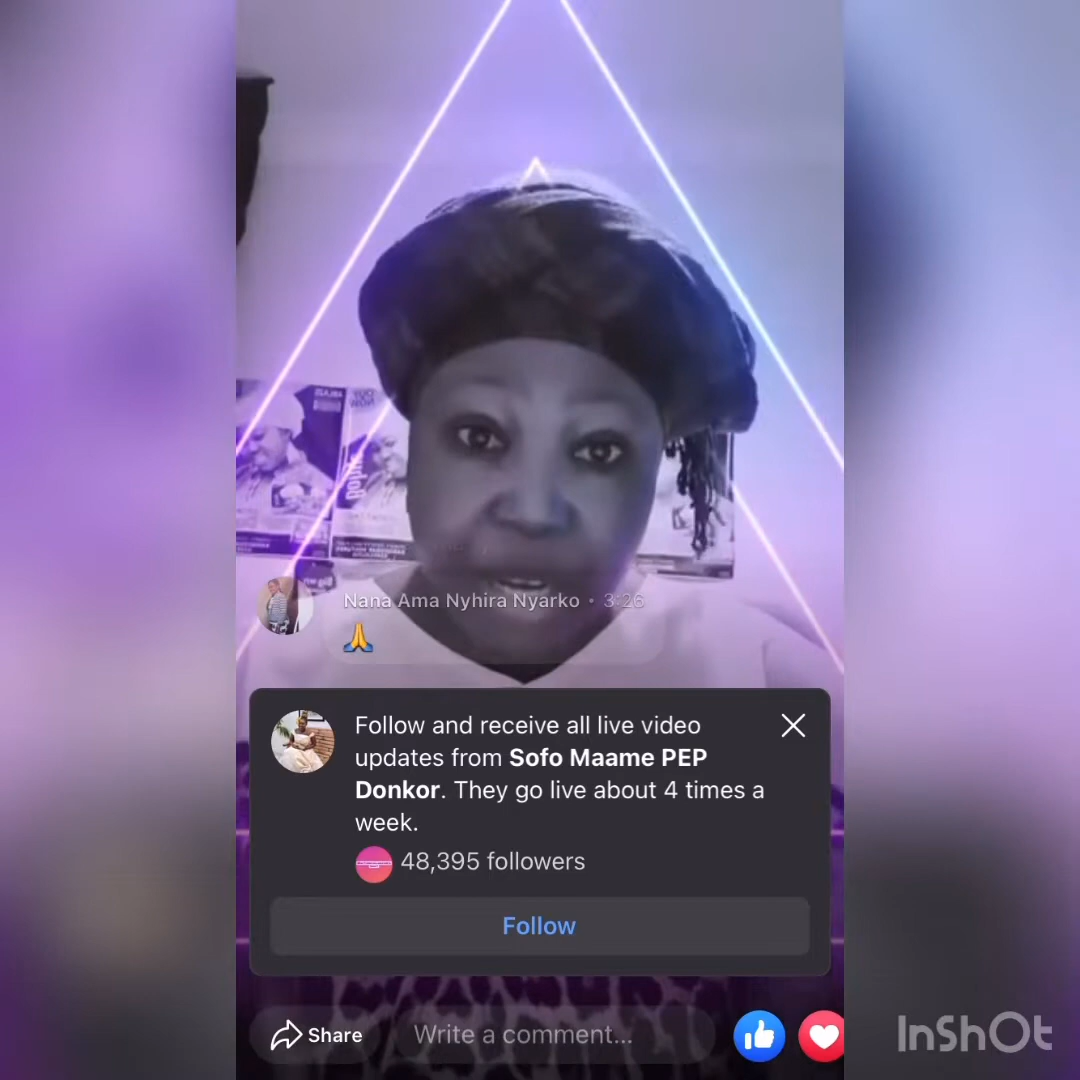 Nana Ama Nyhira Nyarko • 3:26
🙏
Follow and receive all live video
updates from Sofo Maame PEP
Donkor. They go live about 4 times a
week.
48,395 followers
Follow
Share
Write a comment...
InShOt